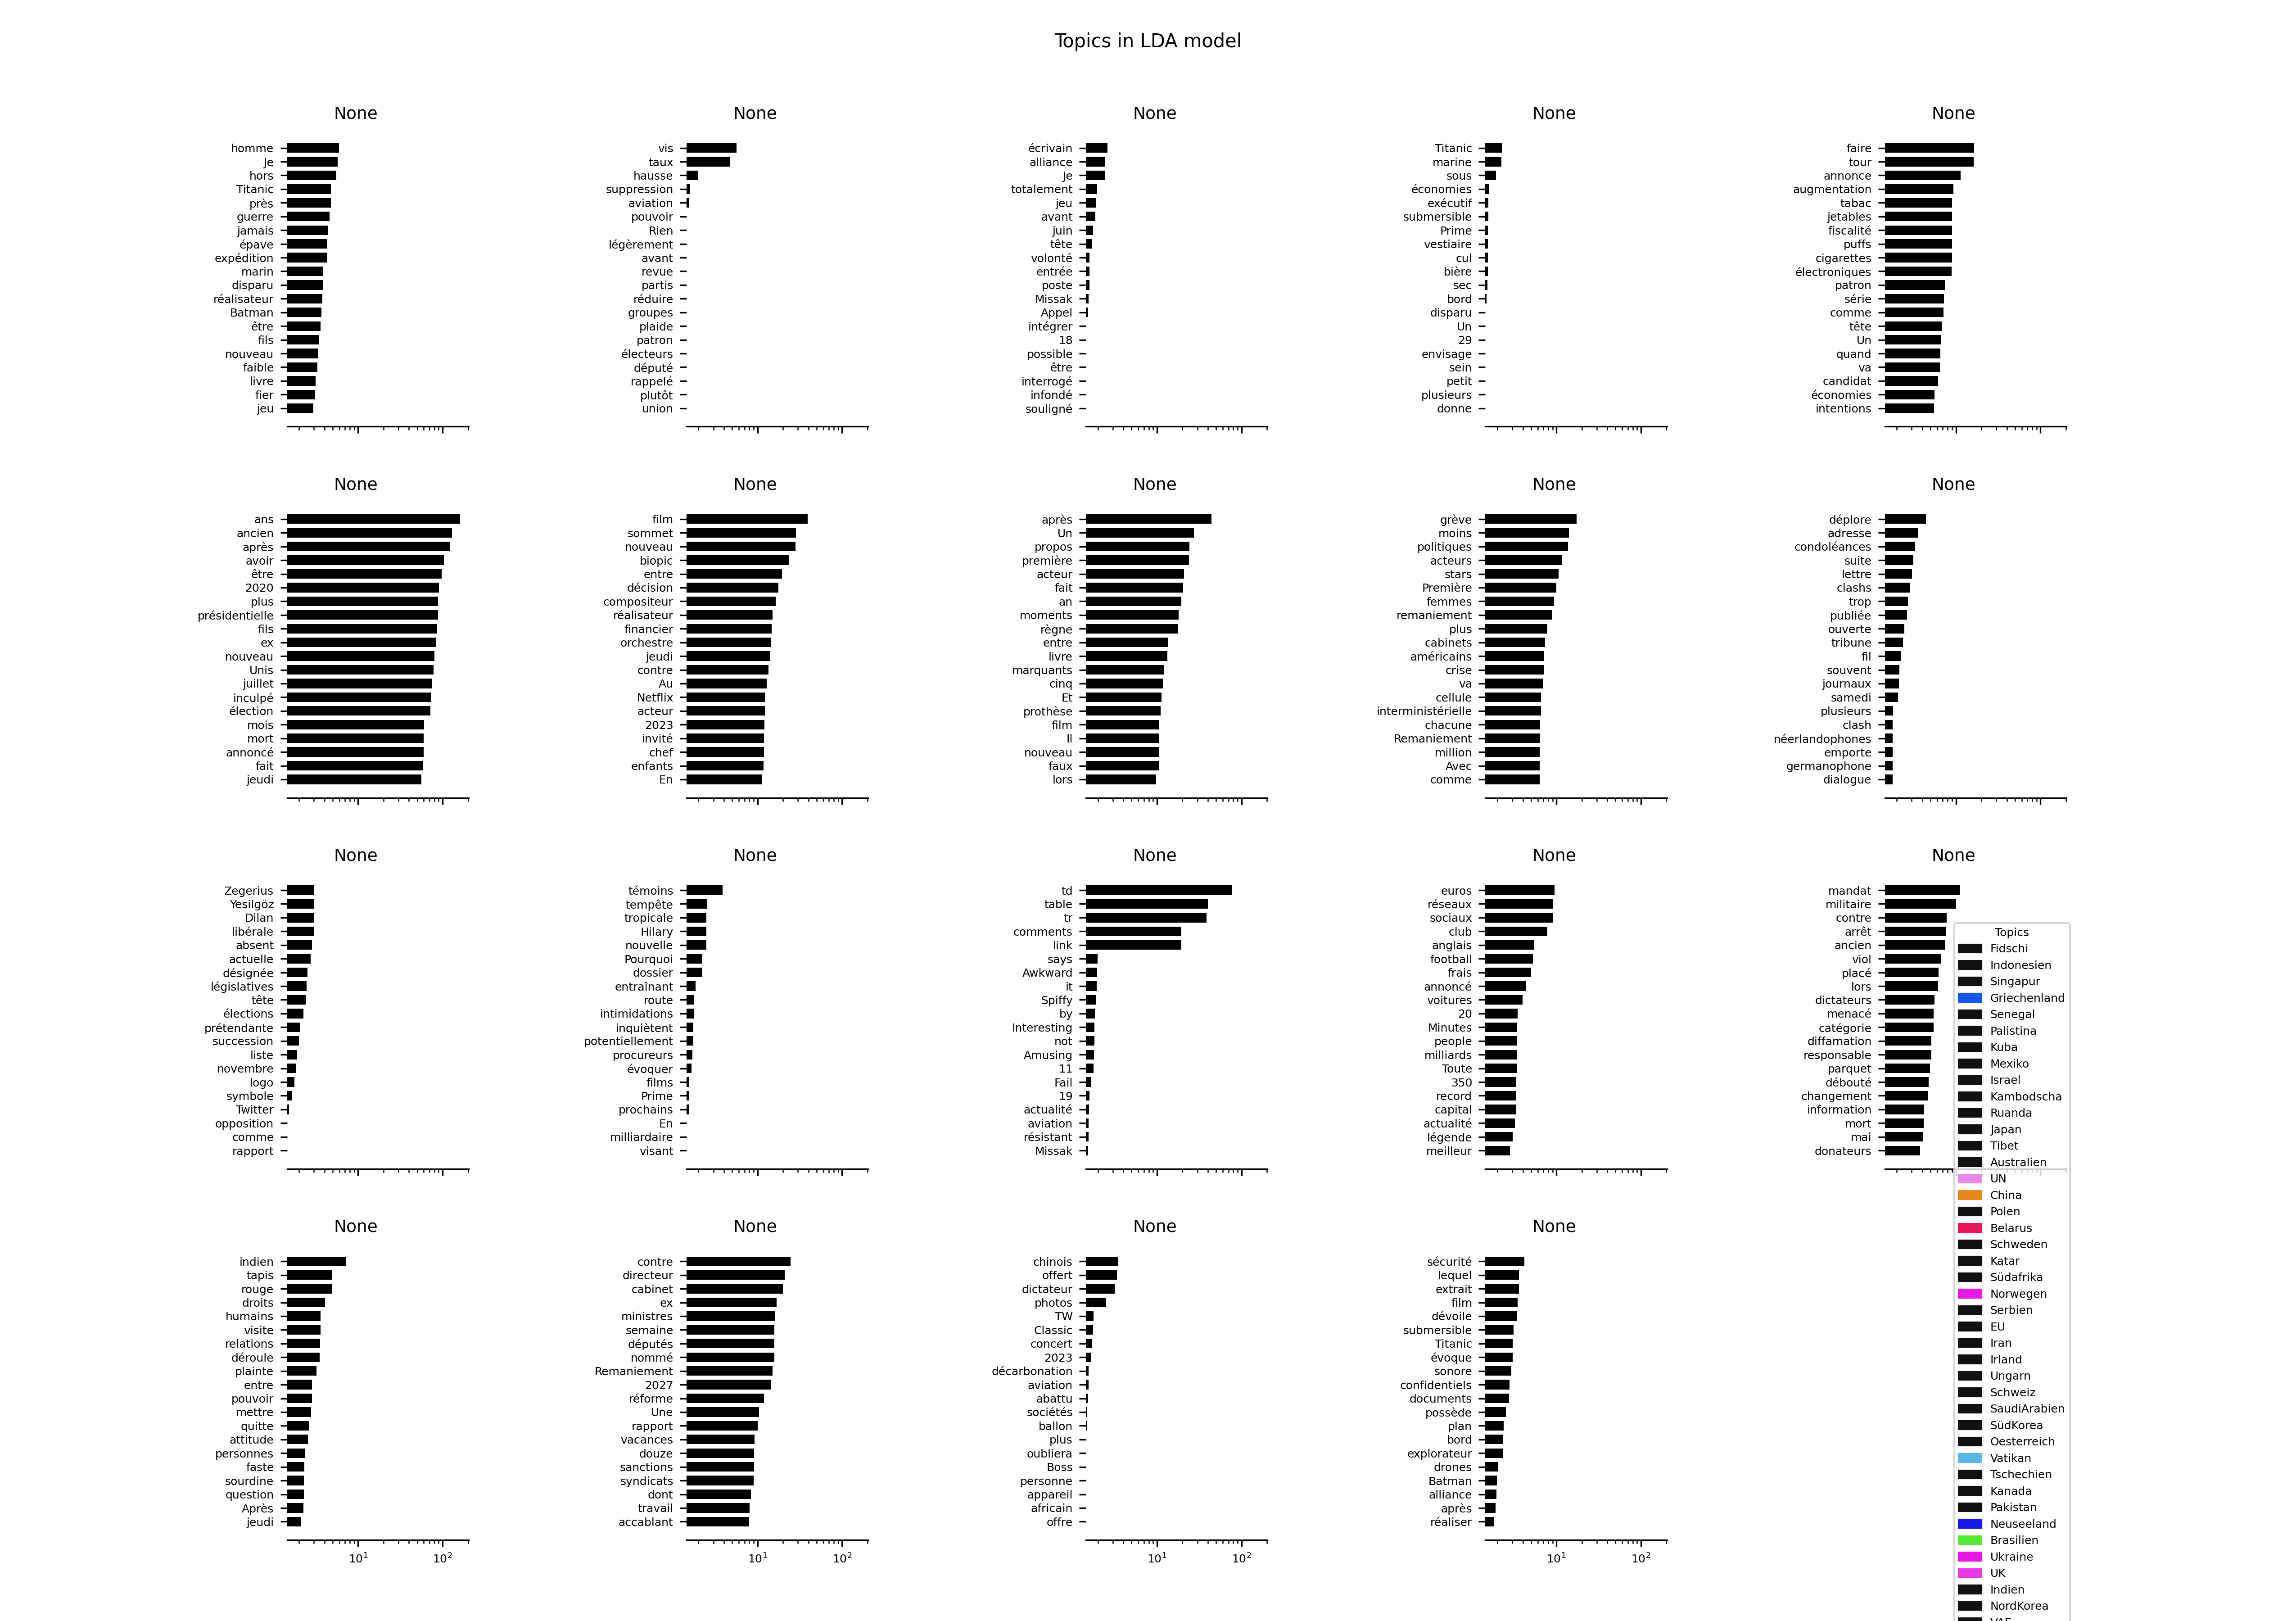 Topics in LDA model
None
homme
Je
hors
Titanic
près
guerre
jamais
épave
expédition
marin
disparu
réalisateur
Batman
être
fils
nouveau
faible
livre
fier
jeu
None
vis
taux
hausse
suppression
aviation
pouvoir
Rien
légèrement
avant
revue
partis
réduire
groupes
plaide
patron
électeurs
député
rappelé
plutôt
union
None
écrivain
alliance
Je
totalement
jeu
avant
juin
tête
volonté
entrée
poste
Missak
Appel
intégrer
18
possible
être
interrogé
infondé
souligné
None
Titanic
marine
sous
économies
exécutif
submersible
Prime
vestiaire
cul
bière
sec
bord
disparu
Un
29
envisage
sein
petit
plusieurs
donne
None
faire
tour
annonce
augmentation
tabac
jetables
fiscalité
puffs
cigarettes
électroniques
patron
série
comme
tête
Un
quand
va
candidat
économies
intentions
None
ans
ancien
après
avoir
être
2020
plus
présidentielle
fils
ex
nouveau
Unis
juillet
inculpé
élection
mois
mort
annoncé
fait
jeudi
None
film
sommet
nouveau
biopic
entre
décision
compositeur
réalisateur
financier
orchestre
jeudi
contre
Au
Netflix
acteur
2023
invité
chef
enfants
En
None
après
Un
propos
première
acteur
fait
an
moments
règne
entre
livre
marquants
cinq
Et
prothèse
film
Il
nouveau
faux
lors
None
grève
moins
politiques
acteurs
stars
Première
femmes
remaniement
plus
cabinets
américains
crise
va
cellule
interministérielle
chacune
Remaniement
million
Avec
comme
None
déplore
adresse
condoléances
suite
lettre
clashs
trop
publiée
ouverte
tribune
fil
souvent
journaux
samedi
plusieurs
clash
néerlandophones
emporte
germanophone
dialogue
None
Zegerius
Yesilgöz
Dilan
libérale
absent
actuelle
désignée
législatives
tête
élections
prétendante
succession
liste
novembre
logo
symbole
Twitter
opposition
comme
rapport
None
témoins
tempête
tropicale
Hilary
nouvelle
Pourquoi
dossier
entraînant
route
intimidations
inquiètent
potentiellement
procureurs
évoquer
films
Prime
prochains
En
milliardaire
visant
None
td
table
tr
comments
link
says
Awkward
it
Spiffy
by
Interesting
not
Amusing
11
Fail
19
actualité
aviation
résistant
Missak
None
euros
réseaux
sociaux
club
anglais
football
frais
annoncé
voitures
20
Minutes
people
milliards
Toute
350
record
capital
actualité
légende
meilleur
None
mandat
militaire
contre
arrêt
ancien
viol
placé
lors
dictateurs
menacé
catégorie
diffamation
responsable
parquet
débouté
changement
information
mort
mai
donateurs
None
indien
tapis
rouge
droits
humains
visite
relations
déroule
plainte
entre
pouvoir
mettre
quitte
attitude
personnes
faste
sourdine
question
Après
jeudi
10¹ 10²
None
contre
directeur
cabinet
ex
ministres
semaine
députés
nommé
Remaniement
2027
réforme
Une
rapport
vacances
douze
sanctions
syndicats
dont
travail
accablant
10¹ 10²
None
chinois
offert
dictateur
photos
TW
Classic
concert
2023
décarbonation
aviation
abattu
sociétés
ballon
plus
oubliera
Boss
personne
appareil
africain
offre
10¹ 10²
None
sécurité
lequel
extrait
film
dévoile
submersible
Titanic
évoque
sonore
confidentiels
documents
possède
plan
bord
explorateur
drones
Batman
alliance
après
réaliser
10¹ 10²
Topics
Fidschi
Indonesien
Singapur
Griechenland
Senegal
Palistina
Kuba
Mexiko
Israel
Kambodscha
Ruanda
Japan
Tibet
Australien
UN
China
Polen
Belarus
Schweden
Katar
Südafrika
Norwegen
Serbien
EU
Iran
Irland
Ungarn
Schweiz
SaudiArabien
SüdKorea
Oesterreich
Vatikan
Tschechien
Kanada
Pakistan
Neuseeland
Brasilien
Ukraine
UK
Indien
NordKorea